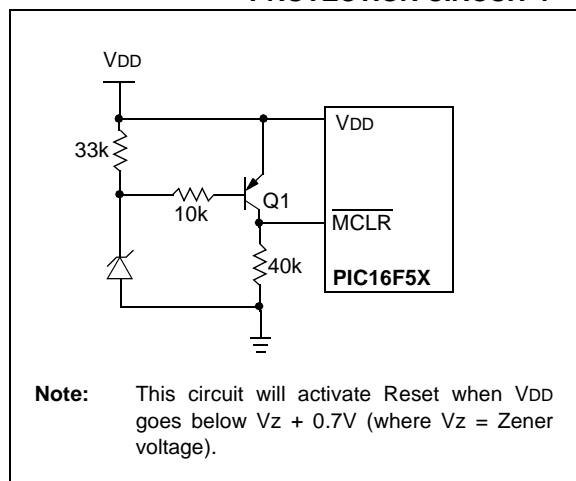 PROTECTION CIRCUIT 1
VDD
VDD
33k
10k
Q1
MCLR
40k
PIC16F5X
Note: This circuit will activate Reset when VDD
goes below Vz + 0.7V (where Vz = Zener
voltage).